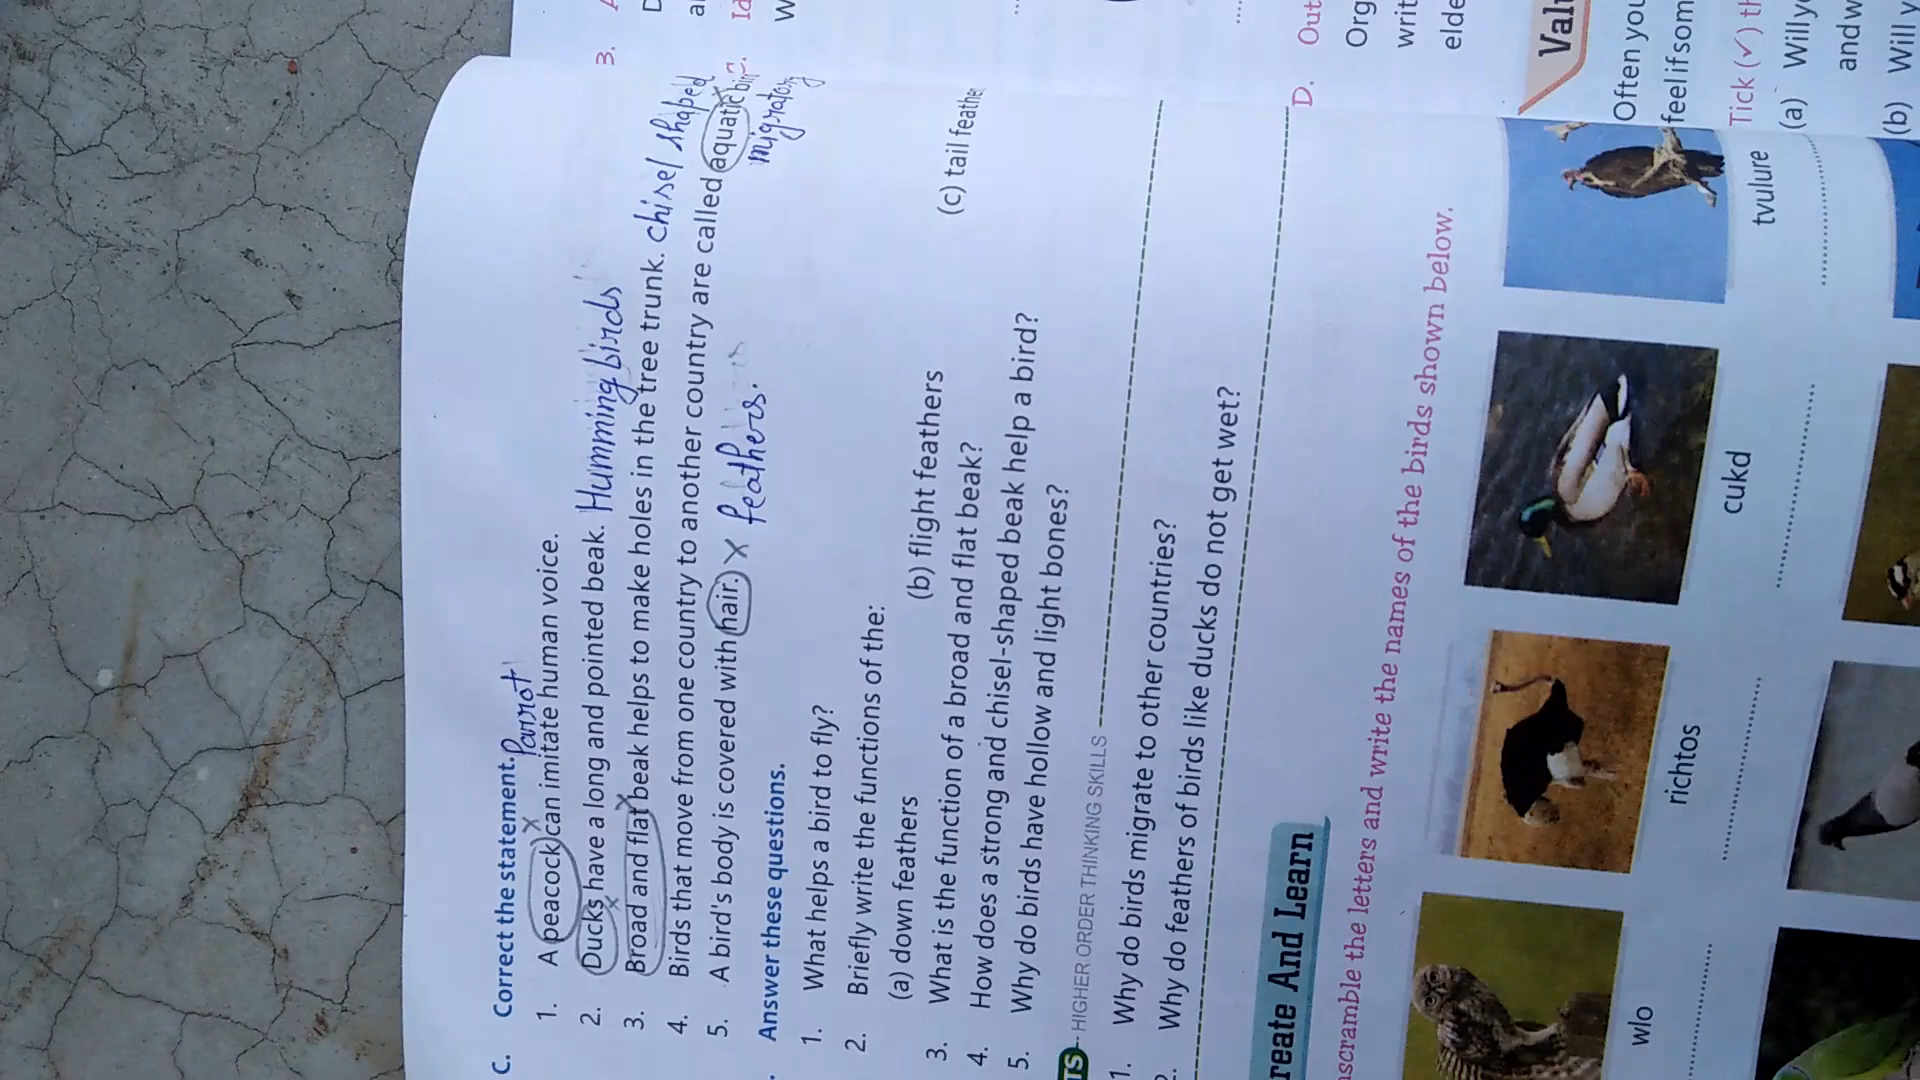 C. Correct the statement. Parrot
1. A peacock can imitate human voice.
2. Ducks have a long and pointed beak. Humming birds
3. Broad and flat beak helps to make holes in the tree trunk. chisel shaped
4. Birds that move from one country to another country are called aquatic
migratory
5. A bird's body is covered with hair. X feathers.
Answer these questions.
1. What helps a bird to fly?
2. Briefly write the functions of the:
(a) down feathers (b) flight feathers (c) tail feathe
3. What is the function of a broad and flat beak?
4. How does a strong and chisel-shaped beak help a bird?
5. Why do birds have hollow and light bones?
TS HIGHER ORDER THINKING SKILLS
1. Why do birds migrate to other countries?
2. Why do feathers of birds like ducks do not get wet?
reate And Learn
nscramble the letters and write the names of the birds shown below.
wlo richtos cukd tvulure
3.
D. Out
Org
writ
elde
Valu
Often you
feel if som
Tick (✓) th
(a) Will yo
and w
(b) Will y